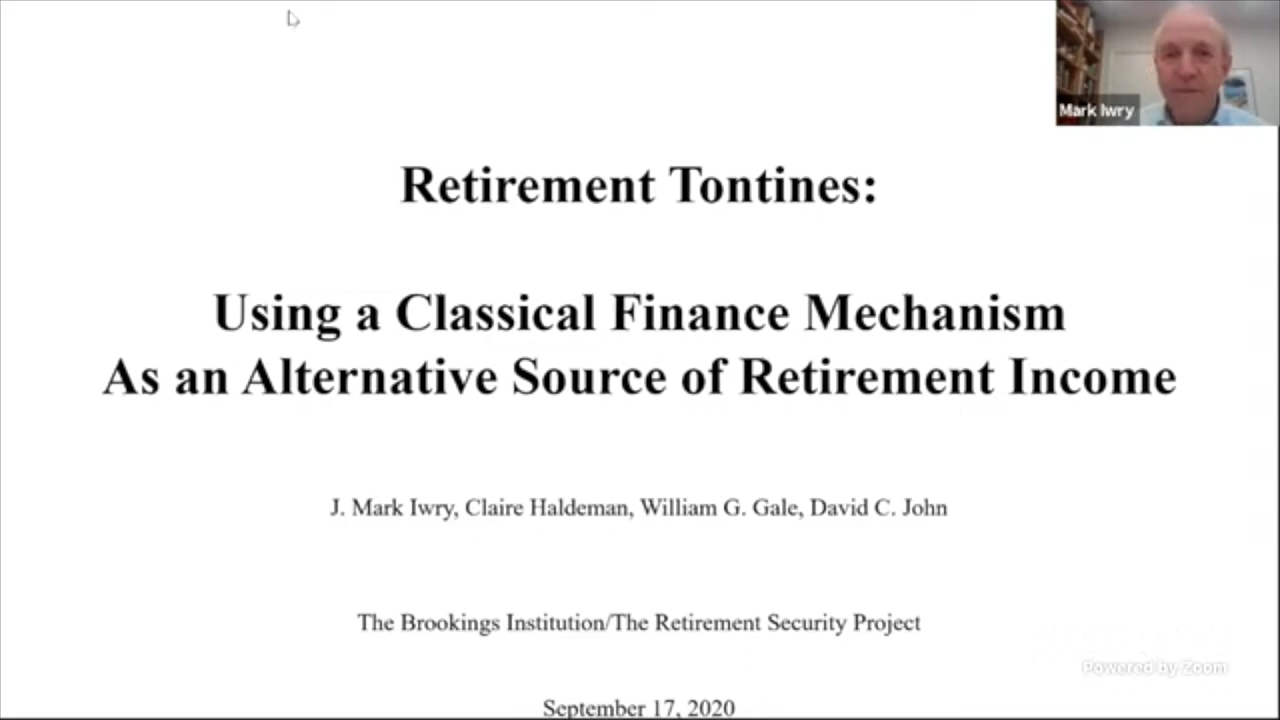 Mark Iwry
Retirement Tontines:
Using a Classical Finance Mechanism
As an Alternative Source of Retirement Income
J. Mark Iwry, Claire Haldeman, William G. Gale, David C. John
The Brookings Institution/The Retirement Security Project
Powered by Zoom
September 17, 2020